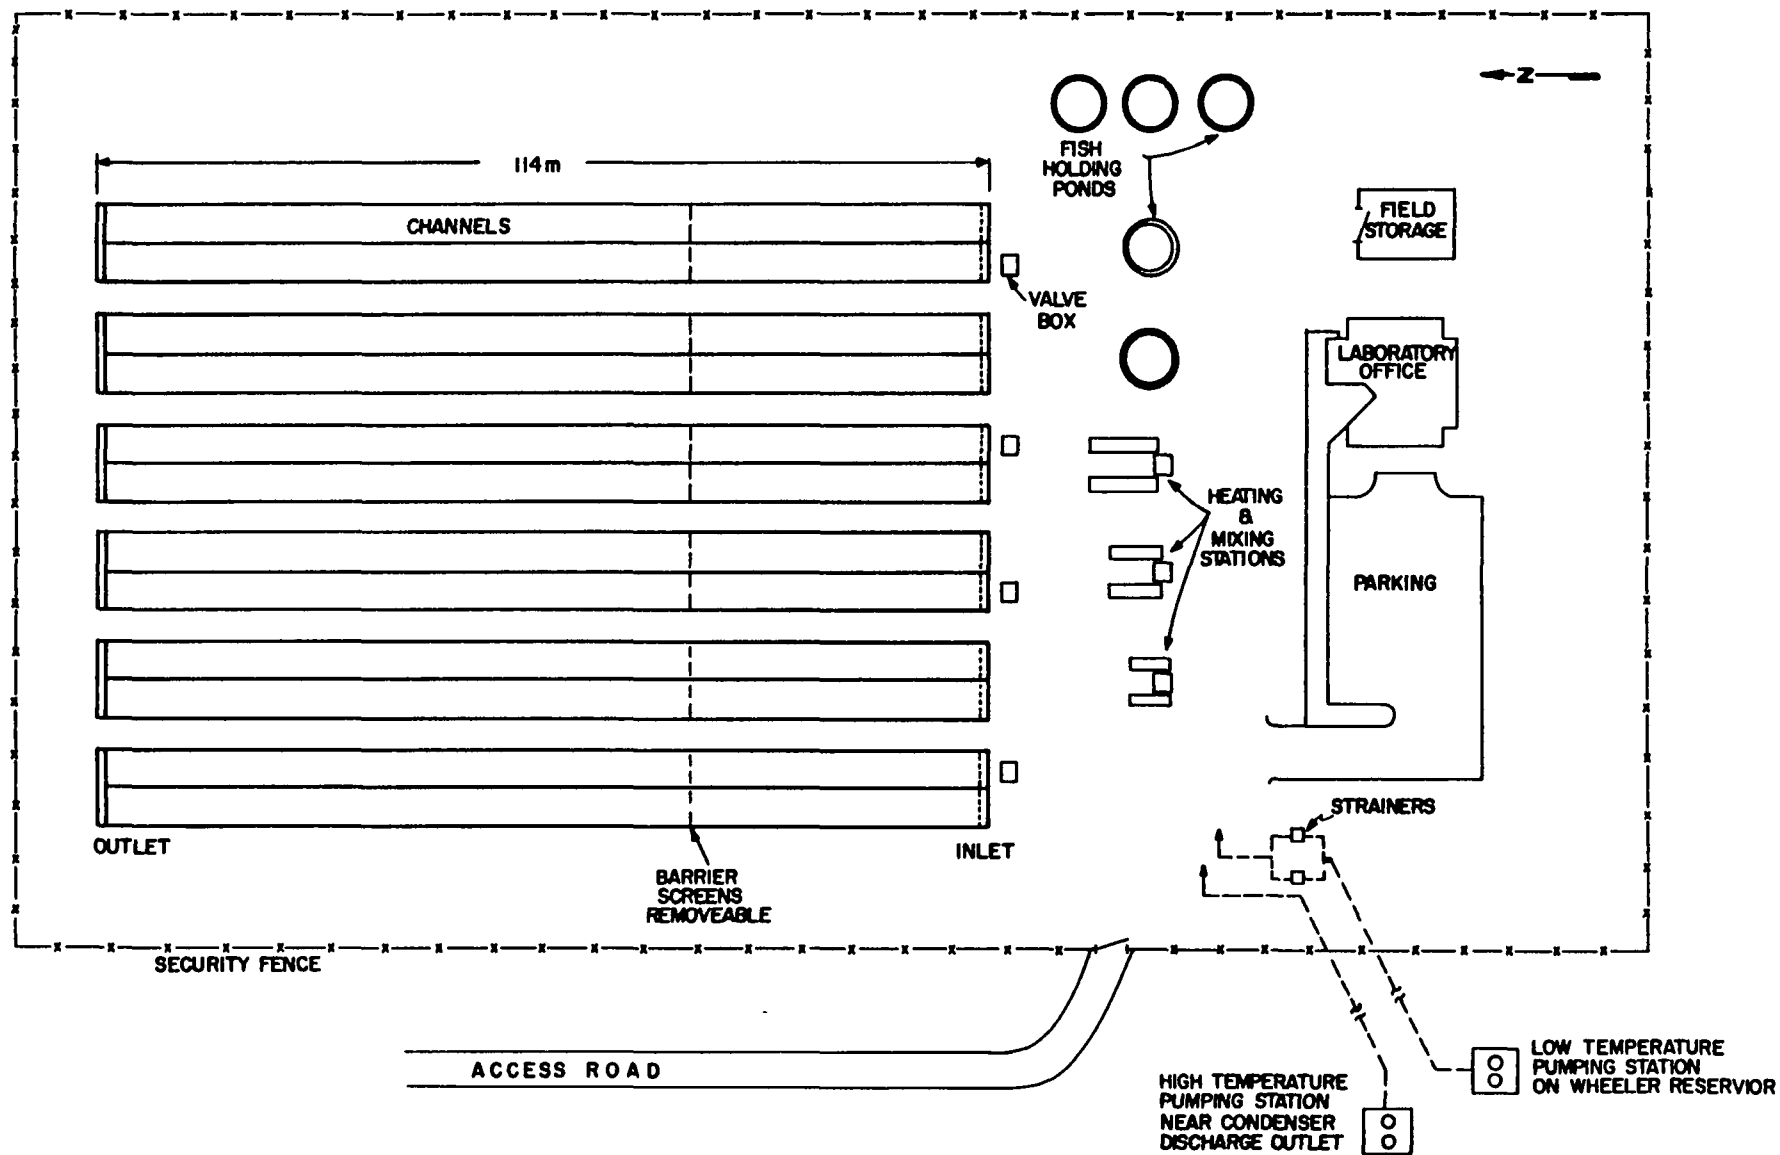 N
114m
FISH
HOLDING
PONDS
CHANNELS
FIELD
STORAGE
VALVE
BOX
LABORATORY
OFFICE
HEATING
&
MIXING
STATIONS
PARKING
STRAINERS
OUTLET
INLET
BARRIER
SCREENS
REMOVEABLE
SECURITY FENCE
ACCESS ROAD
LOW TEMPERATURE
PUMPING STATION
ON WHEELER RESERVIOR
HIGH TEMPERATURE
PUMPING STATION
NEAR CONDENSER
DISCHARGE OUTLET